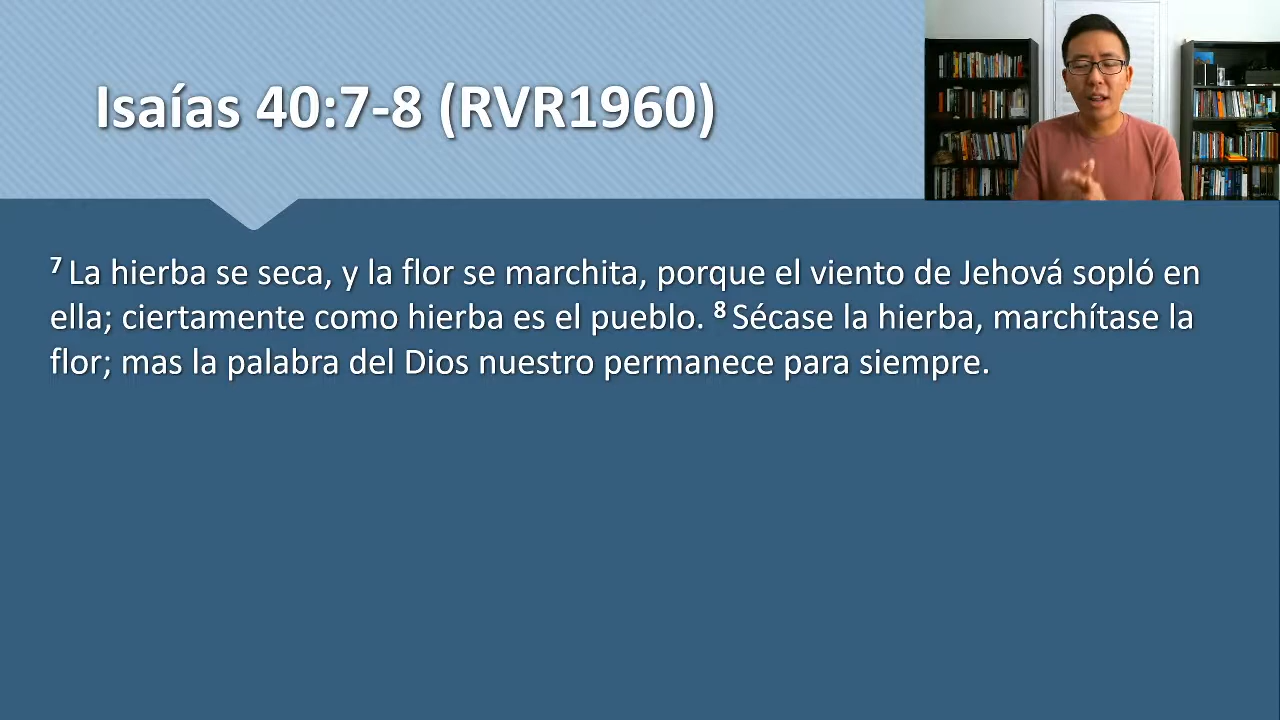 Isaías 40:7-8 (RVR1960)
7 La hierba se seca, y la flor se marchita, porque el viento de Jehová sopló en
ella; ciertamente como hierba es el pueblo. 8 Sécase la hierba, marchítase la
flor; mas la palabra del Dios nuestro permanece para siempre.